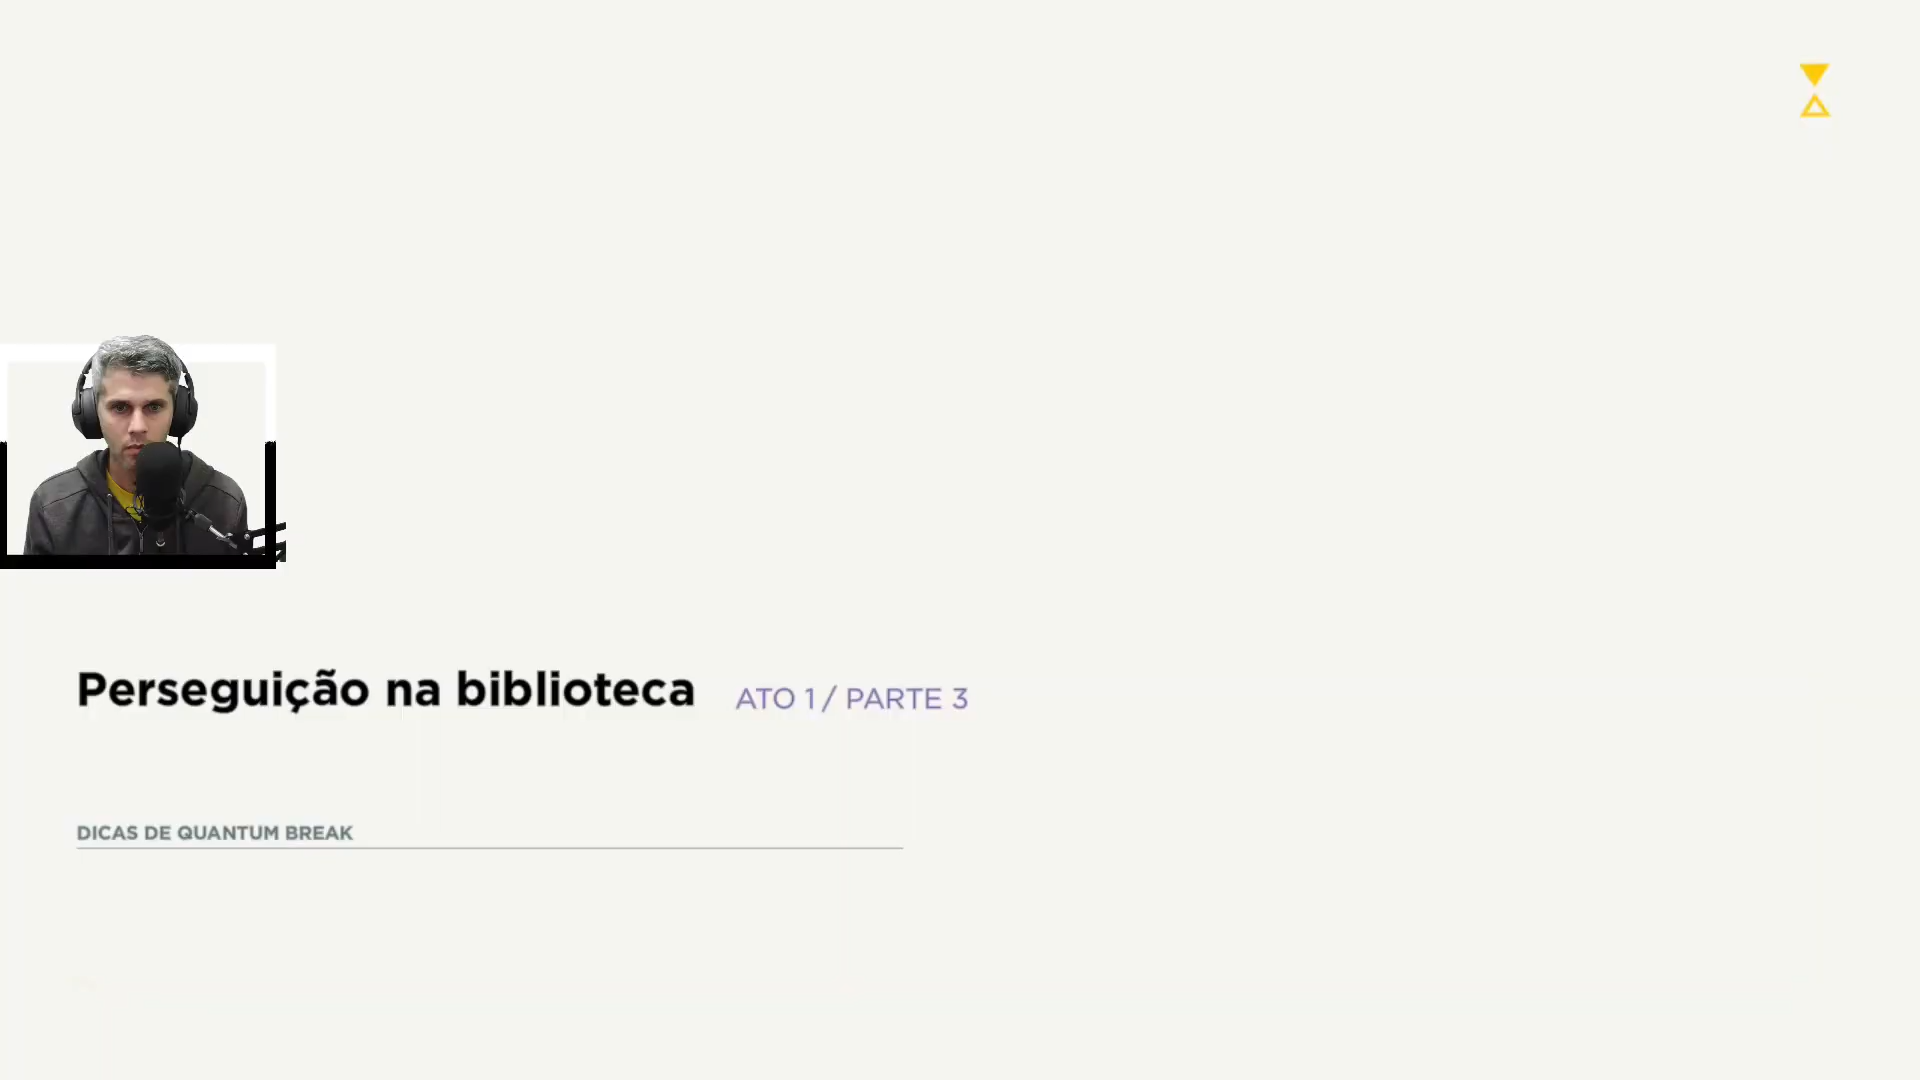 Perseguição na biblioteca ATO 1 / PARTE 3
DICAS DE QUANTUM BREAK